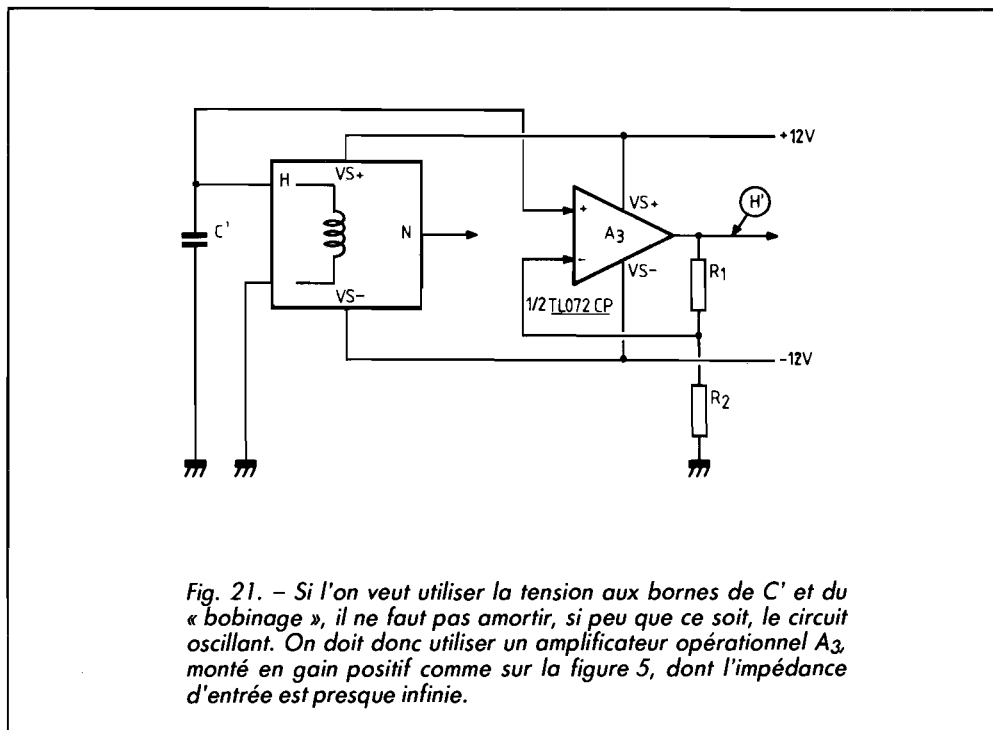 +12V
VS+
H
C'
N
VS-
+
A3
-
VS+
VS-
1/2 TL072 CP
H'
R1
-12V
R2
Fig. 21. – Si l'on veut utiliser la tension aux bornes de C' et du
« bobinage », il ne faut pas amortir, si peu que ce soit, le circuit
oscillant. On doit donc utiliser un amplificateur opérationnel A3,
monté en gain positif comme sur la figure 5, dont l'impédance
d'entrée est presque infinie.